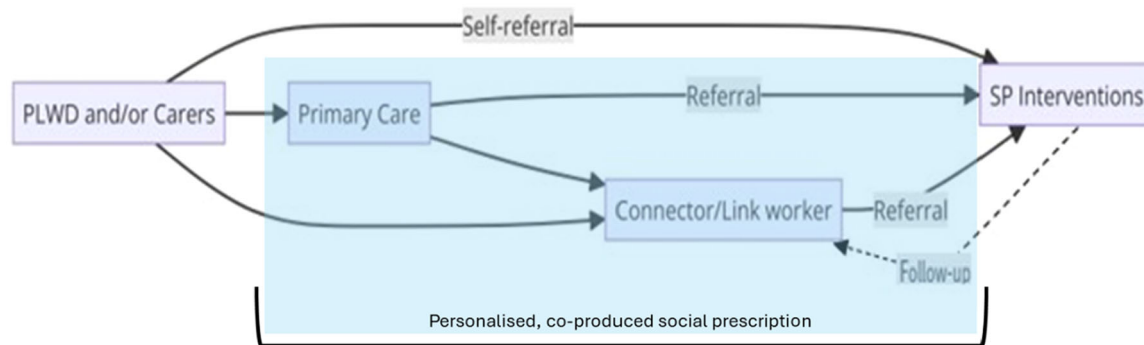 Self-referral
PLWD and/or Carers
Primary Care
Referral
SP Interventions
Connector/Link worker
Referral
Follow-up
Personalised, co-produced social prescription